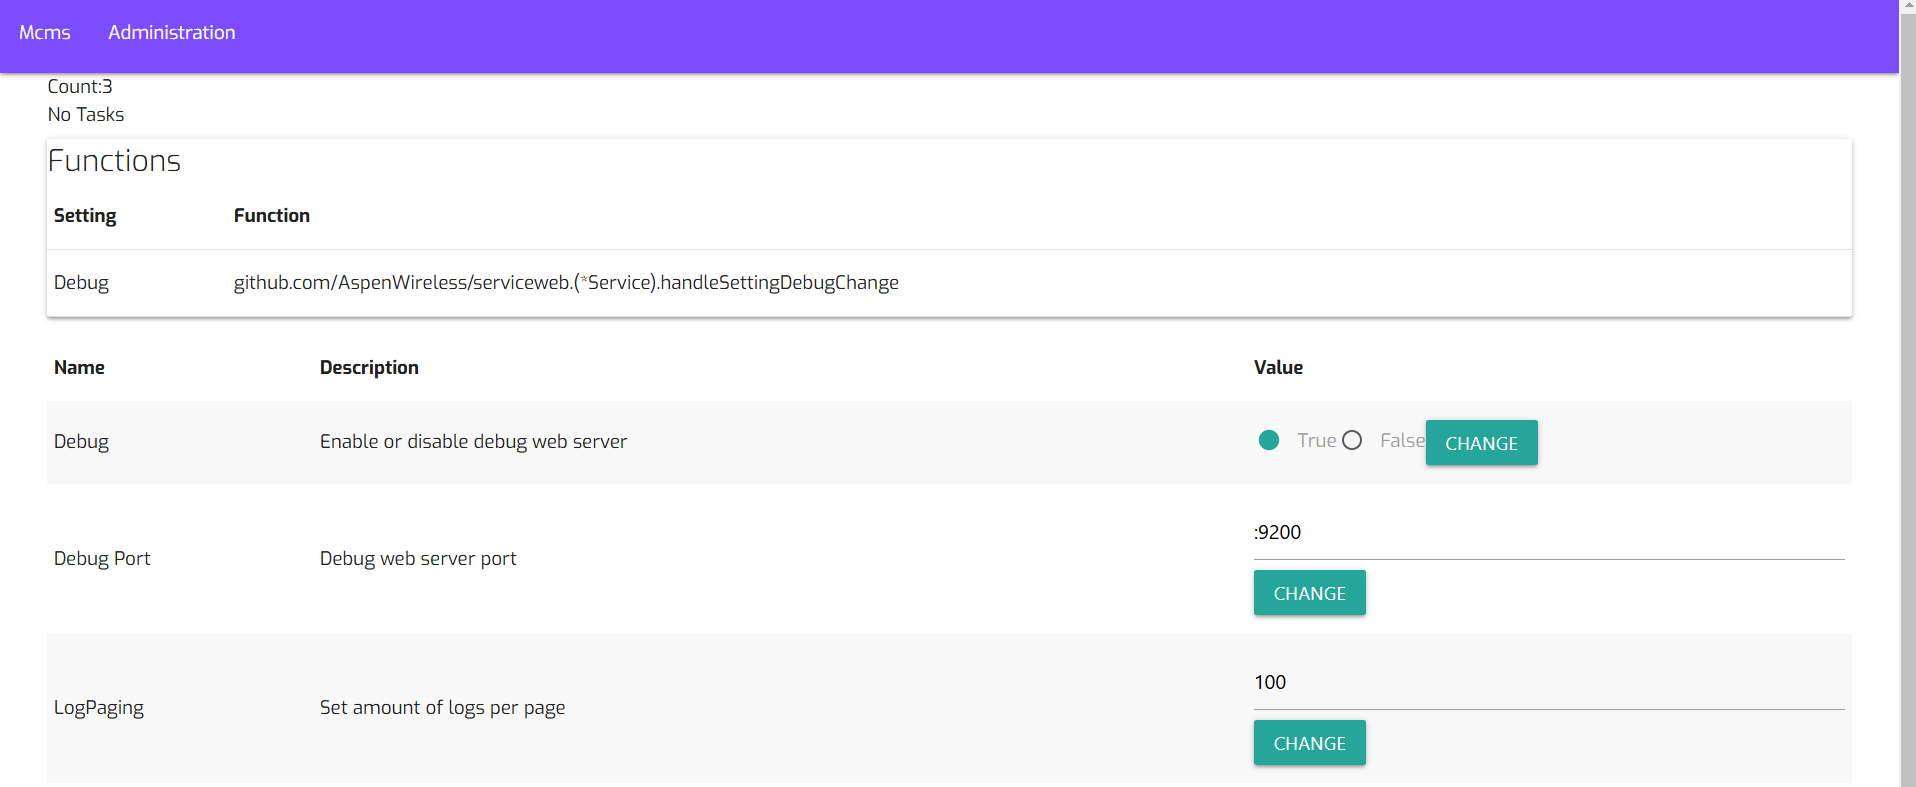 Mcms Administration
Count:3
No Tasks
Functions
Setting Function
Debug github.com/AspenWireless/serviceweb.(*Service).handleSettingDebugChange
Name Description Value
Debug Enable or disable debug web server True False CHANGE
:9200
Debug Port Debug web server port
CHANGE
100
LogPaging Set amount of logs per page
CHANGE